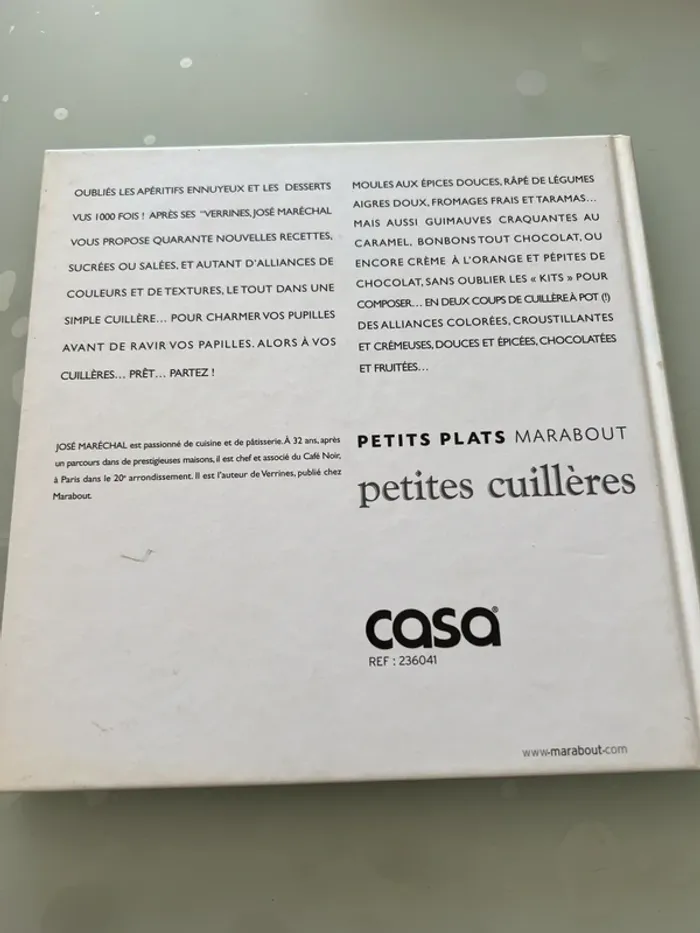 OUBLIÉS LES APÉRITIFS ENNUYEUX ET LES DESSERTS
VUS 1000 FOIS ! APRÈS SES "VERRINES, JOSÉ MARÉCHAL
VOUS PROPOSE QUARANTE NOUVELLES RECETTES,
SUCRÉES OU SALÉES, ET AUTANT D'ALLIANCES DE
COULEURS ET DE TEXTURES, LE TOUT DANS UNE
SIMPLE CUILLÈRE... POUR CHARMER VOS PUPILLES
AVANT DE RAVIR VOS PAPILLES. ALORS À VOS
CUILLÈRES... PRÊT... PARTEZ !
MOULES AUX ÉPICES DOUCES, RÂPÉ DE LÉGUMES
AIGRES DOUX, FROMAGES FRAIS ET TARAMAS...
MAIS AUSSI GUIMAUVES CRAQUANTES AU
CARAMEL, BONBONS TOUT CHOCOLAT, OU
ENCORE CRÈME À L'ORANGE ET PÉPITES DE
CHOCOLAT, SANS OUBLIER LES « KITS » POUR
COMPOSER... EN DEUX COUPS DE CUILLÈRE À POT (!)
DES ALLIANCES COLORÉES, CROUSTILLANTES
ET CRÉMEUSES, DOUCES ET ÉPICÉES, CHOCOLATÉES
ET FRUITÉES...
JOSÉ MARÉCHAL est passionné de cuisine et de pâtisserie. À 32 ans, après
un parcours dans de prestigieuses maisons, il est chef et associé du Café Noir,
à Paris dans le 20e arrondissement. Il est l'auteur de Verrines, publié chez
Marabout.
PETITS PLATS MARABOUT
petites cuillères
casa®
REF : 236041
www.marabout.com